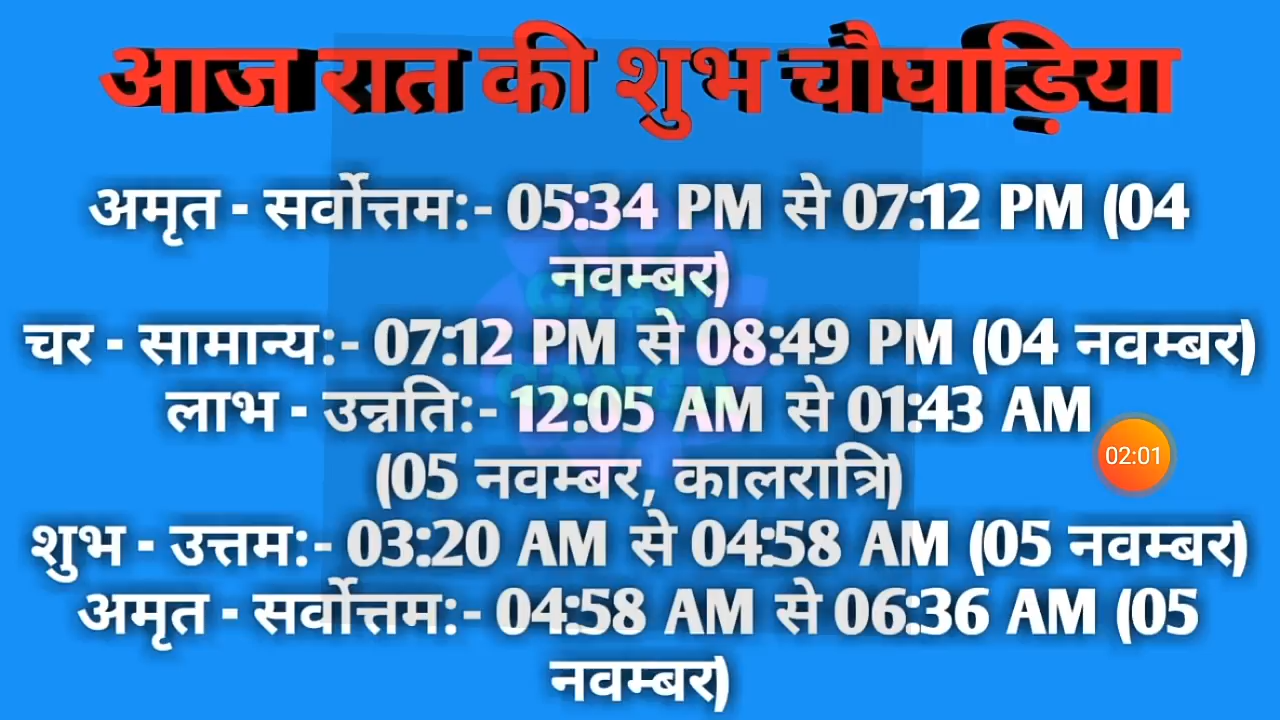 आज रात की शुभ चौघाड़िया
अमृत - सर्वोत्तम:- 05:34 PM से 07:12 PM (04
नवम्बर)
चर - सामान्य:- 07:12 PM से 08:49 PM (04 नवम्बर)
लाभ - उन्नति:- 12:05 AM से 01:43 AM
02:01
(05 नवम्बर, कालरात्रि)
शुभ - उत्तम:- 03:20 AM से 04:58 AM (05 नवम्बर)
अमृत - सर्वोत्तम:- 04:58 AM से 06:36 AM (05
नवम्बर)